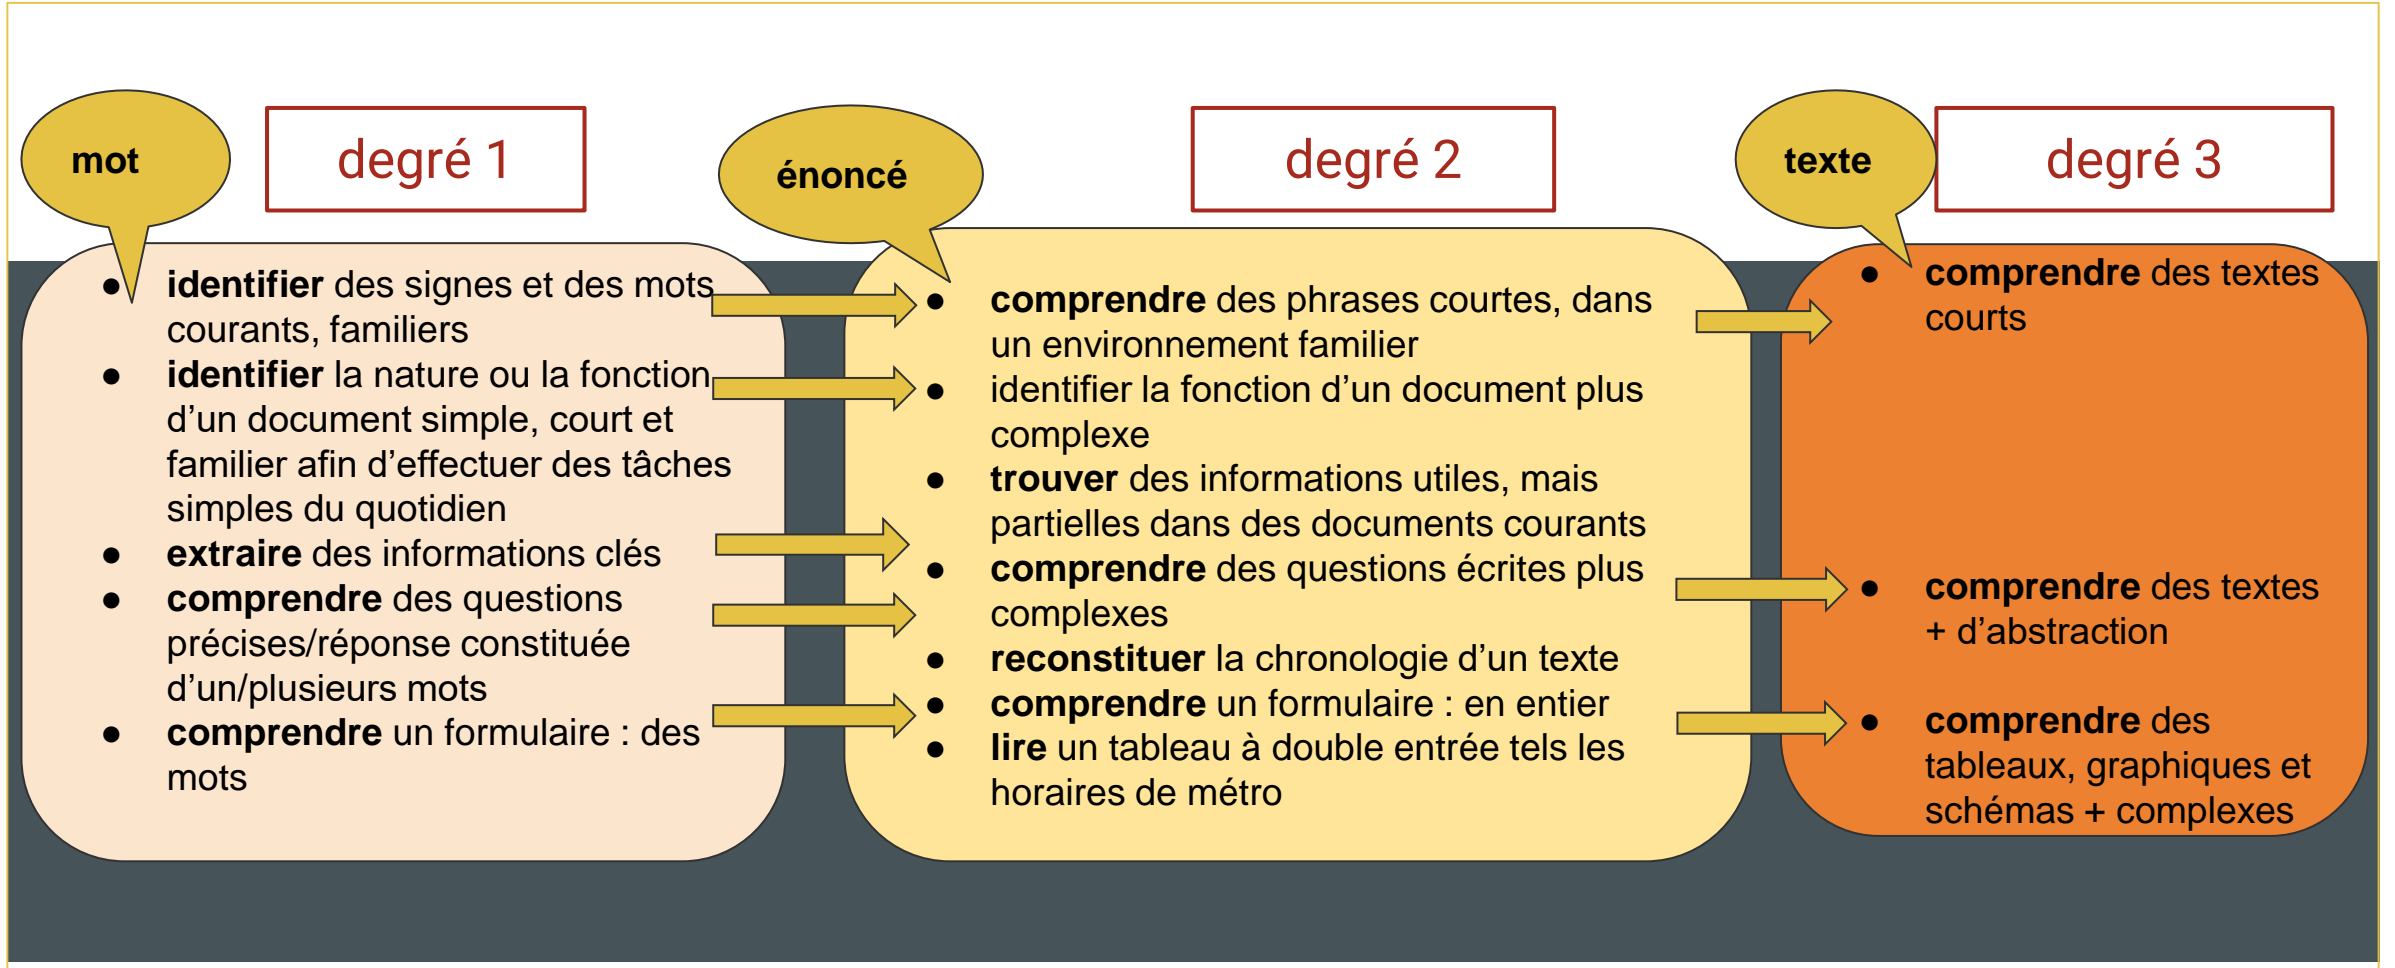 mot
degré 1
énoncé
degré 2
texte
degré 3
● identifier des signes et des mots
courants, familiers
● identifier la nature ou la fonction
d'un document simple, court et
familier afin d'effectuer des tâches
simples du quotidien
● extraire des informations clés
● comprendre des questions
précises/réponse constituée
d'un/plusieurs mots
● comprendre un formulaire : des
mots
● comprendre des phrases courtes, dans
un environnement familier
● identifier la fonction d'un document plus
complexe
● trouver des informations utiles, mais
partielles dans des documents courants
● comprendre des questions écrites plus
complexes
● reconstituer la chronologie d'un texte
● comprendre un formulaire : en entier
● lire un tableau à double entrée tels les
horaires de métro
● comprendre des textes
courts
● comprendre des textes
+ d'abstraction
● comprendre des
tableaux, graphiques et
schémas + complexes